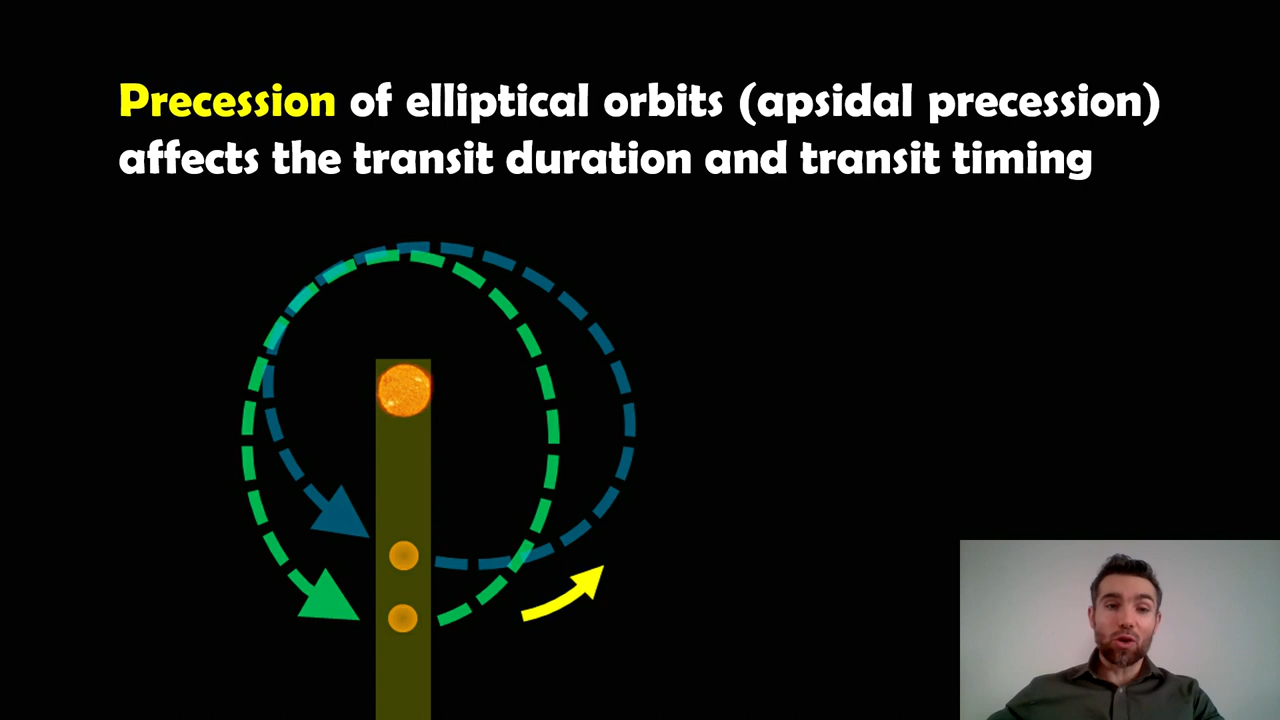 Precession of elliptical orbits (apsidal precession)
affects the transit duration and transit timing